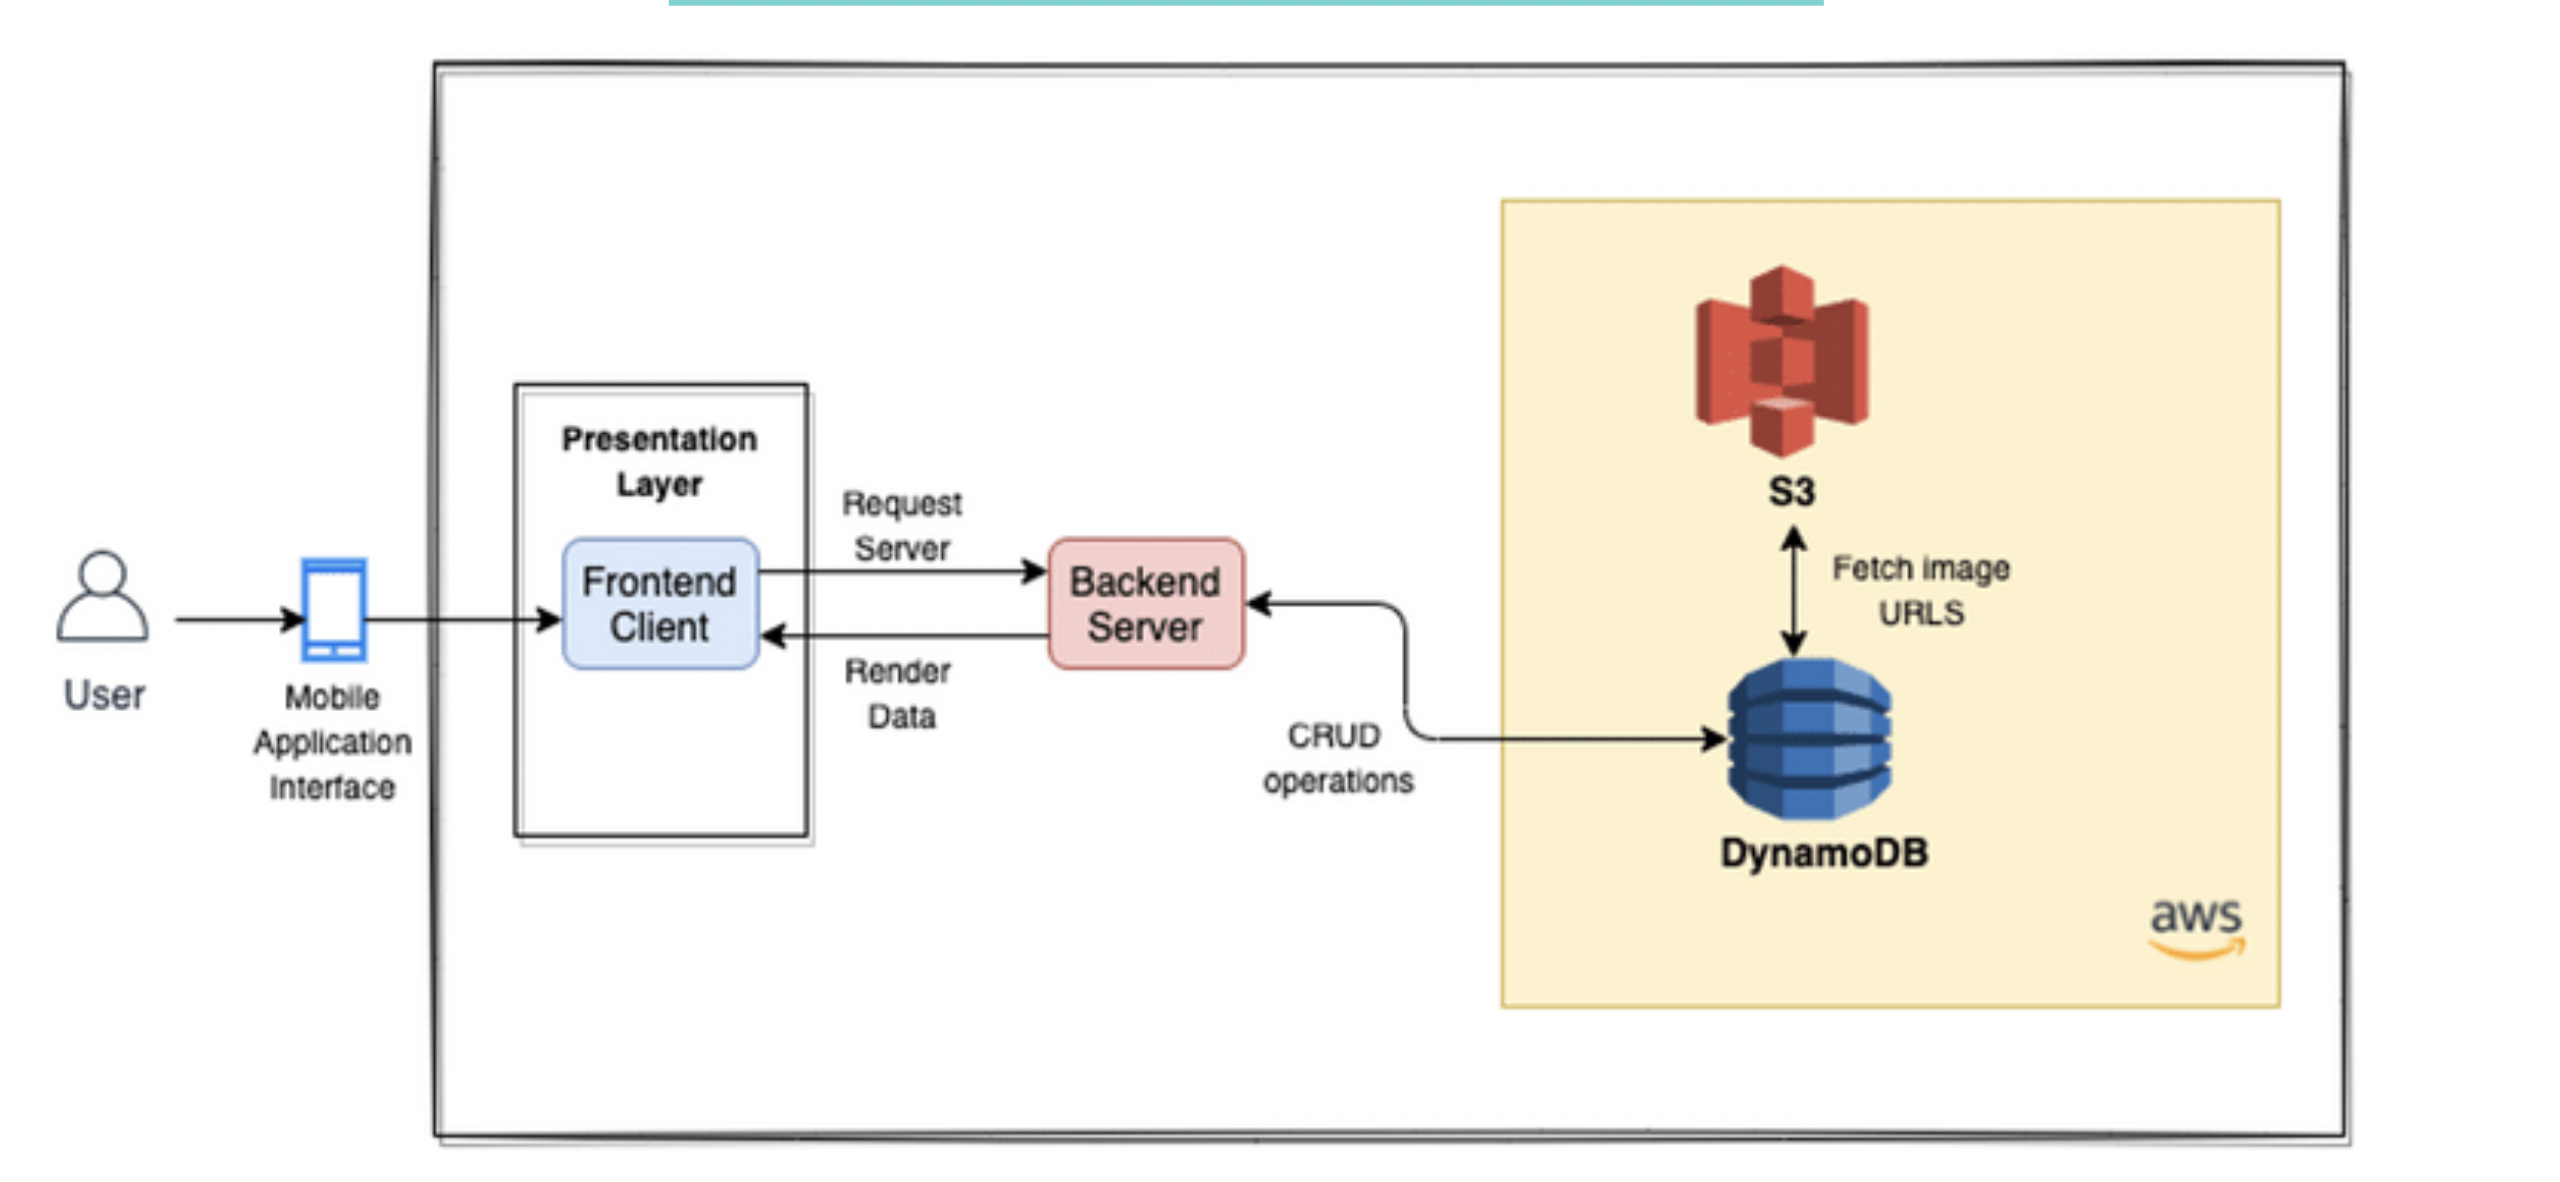 User
Mobile
Application
Interface
Presentation
Layer
Frontend
Client
Request
Server
Render
Data
Backend
Server
CRUD
operations
S3
Fetch image
URLS
DynamoDB
aws